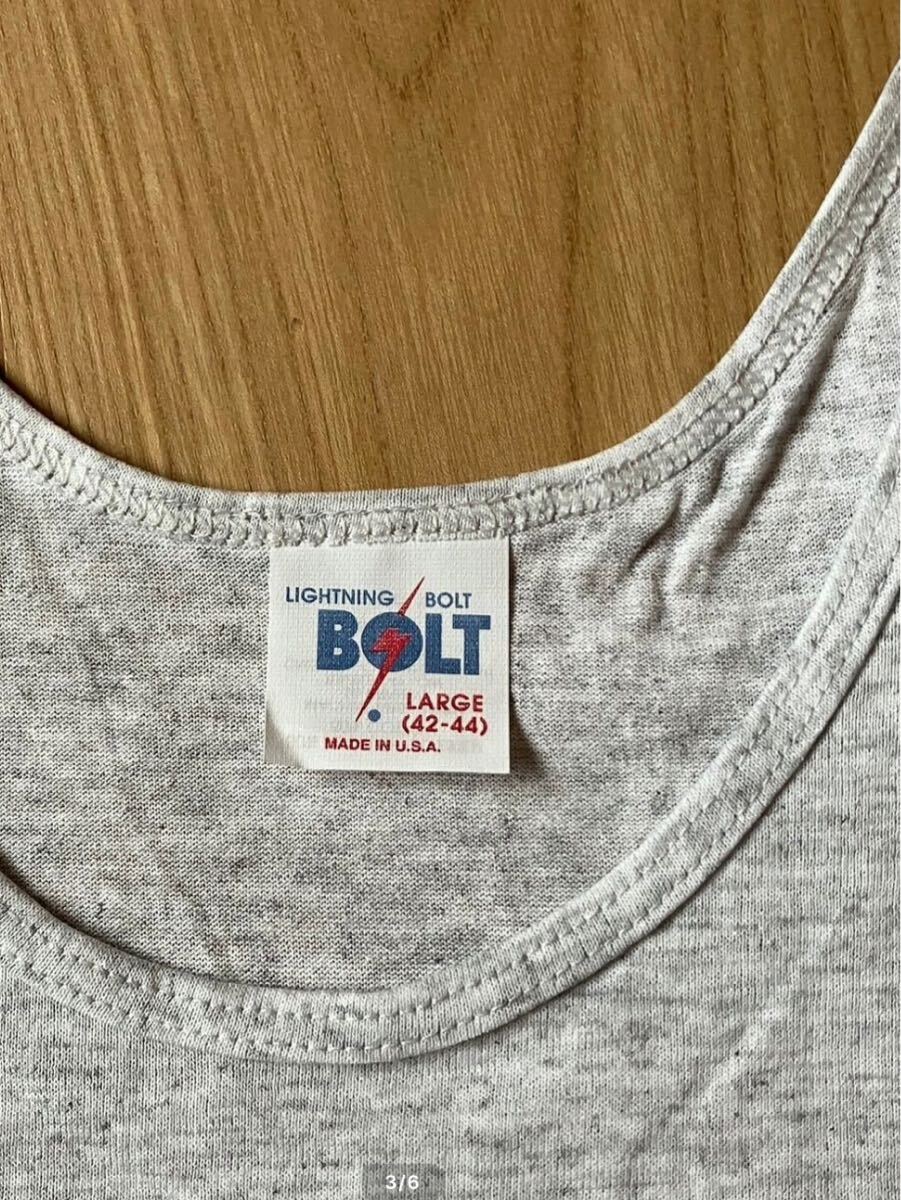 LIGHTNING BOLT
BOLT
LARGE
(42-44)
MADE IN U.S.A.
3/6